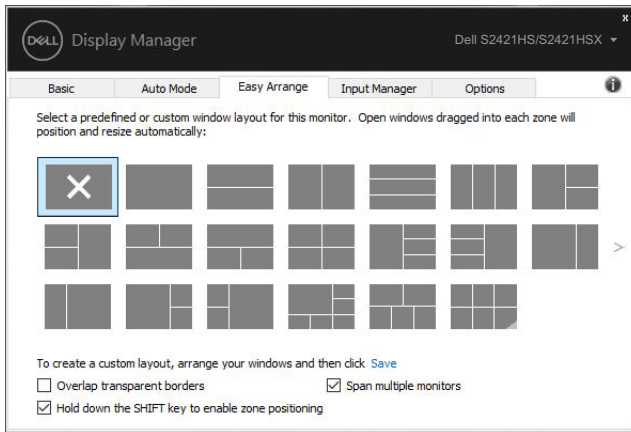 x
DELL Display Manager Dell S2421HS/S2421HSX
Basic Auto Mode Easy Arrange Input Manager Options
Select a predefined or custom window layout for this monitor. Open windows dragged into each zone will
position and resize automatically:
To create a custom layout, arrange your windows and then click Save
Overlap transparent borders Span multiple monitors
Hold down the SHIFT key to enable zone positioning